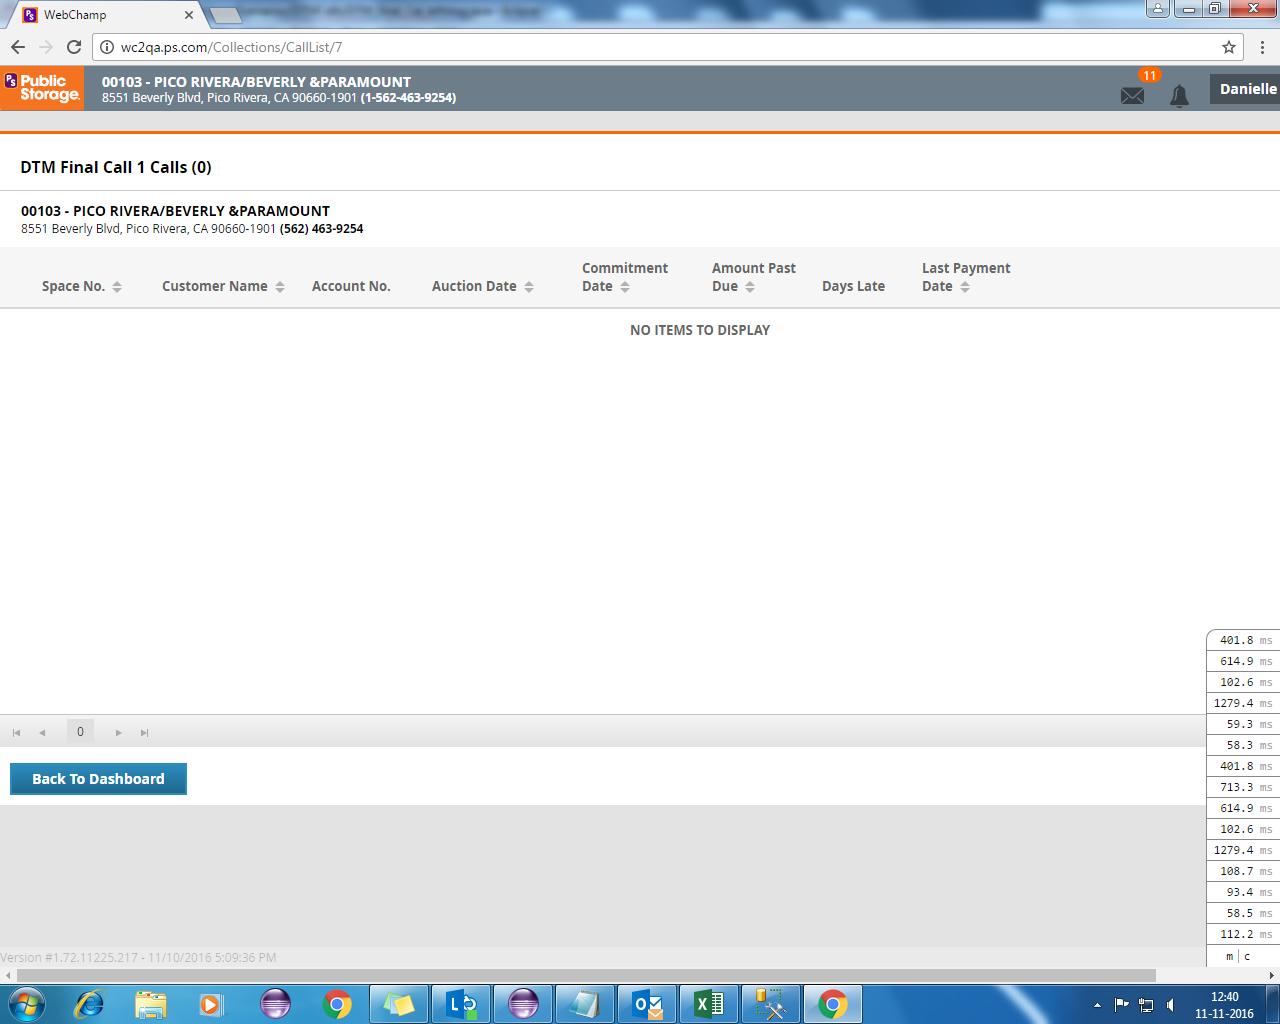 WebChamp
wc2qa.ps.com/Collections/CallList/7
Public Storage.
PS
00103 - PICO RIVERA/BEVERLY &PARAMOUNT
8551 Beverly Blvd, Pico Rivera, CA 90660-1901 (1-562-463-9254)
11
Danielle
DTM Final Call 1 Calls (0)
00103 - PICO RIVERA/BEVERLY &PARAMOUNT
8551 Beverly Blvd, Pico Rivera, CA 90660-1901 (562) 463-9254
Space No. Customer Name Account No. Auction Date Commitment Date Amount Past Due Days Late Last Payment Date
NO ITEMS TO DISPLAY
401.8 ms
614.9 ms
102.6 ms
1279.4 ms
59.3 ms
58.3 ms
401.8 ms
713.3 ms
614.9 ms
102.6 ms
1279.4 ms
108.7 ms
93.4 ms
58.5 ms
112.2 ms
m | c
0
Back To Dashboard
Version #1.72.11225.217 - 11/10/2016 5:09:36 PM
12:40
11-11-2016